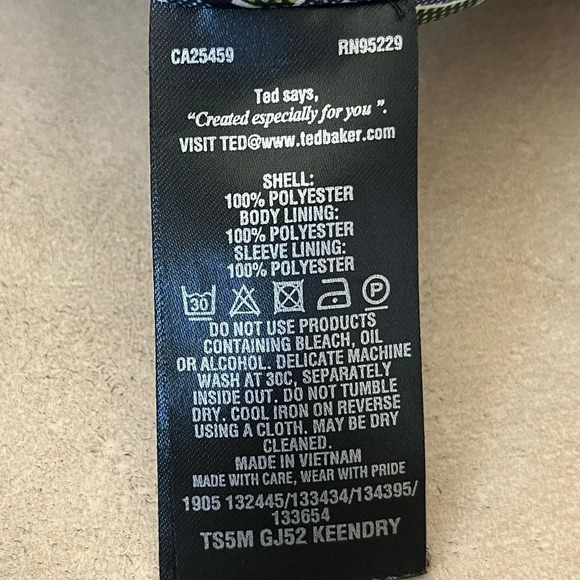 CA25459 RN95229
Ted says,
"Created especially for you".
VISIT TED@www.tedbaker.com
SHELL:
100% POLYESTER
BODY LINING:
100% POLYESTER
SLEEVE LINING:
100% POLYESTER
30 P
DO NOT USE PRODUCTS
CONTAINING BLEACH, OIL
OR ALCOHOL. DELICATE MACHINE
WASH AT 30C, SEPARATELY
INSIDE OUT. DO NOT TUMBLE
DRY. COOL IRON ON REVERSE
USING A CLOTH. MAY BE DRY
CLEANED.
MADE IN VIETNAM
MADE WITH CARE, WEAR WITH PRIDE
1905 132445/133434/134395/
133654
TS5M GJ52 KEENDRY